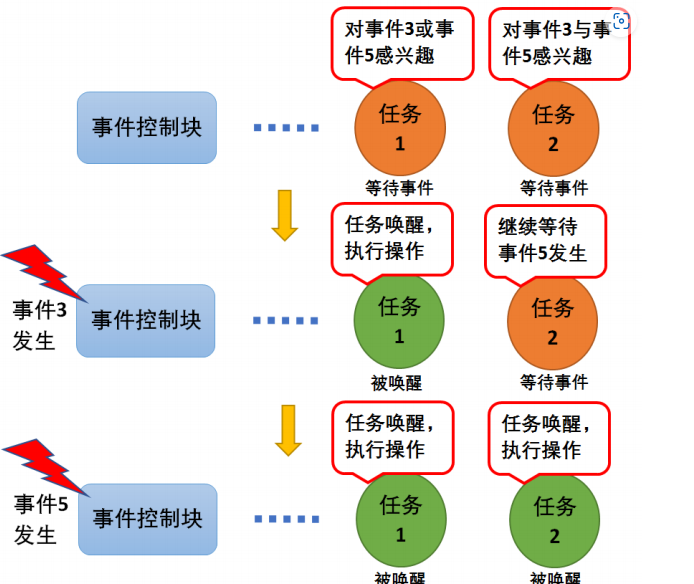 对事件3或事
件5感兴趣
对事件3与事
件5感兴趣
事件控制块
任务
1
任务
2
等待事件
等待事件
任务唤醒，
执行操作
继续等待
事件5发生
事件3
发生
事件控制块
任务
1
任务
2
被唤醒
等待事件
任务唤醒，
执行操作
任务唤醒，
执行操作
事件5
发生
事件控制块
任务
1
任务
2
被唤醒
被唤醒